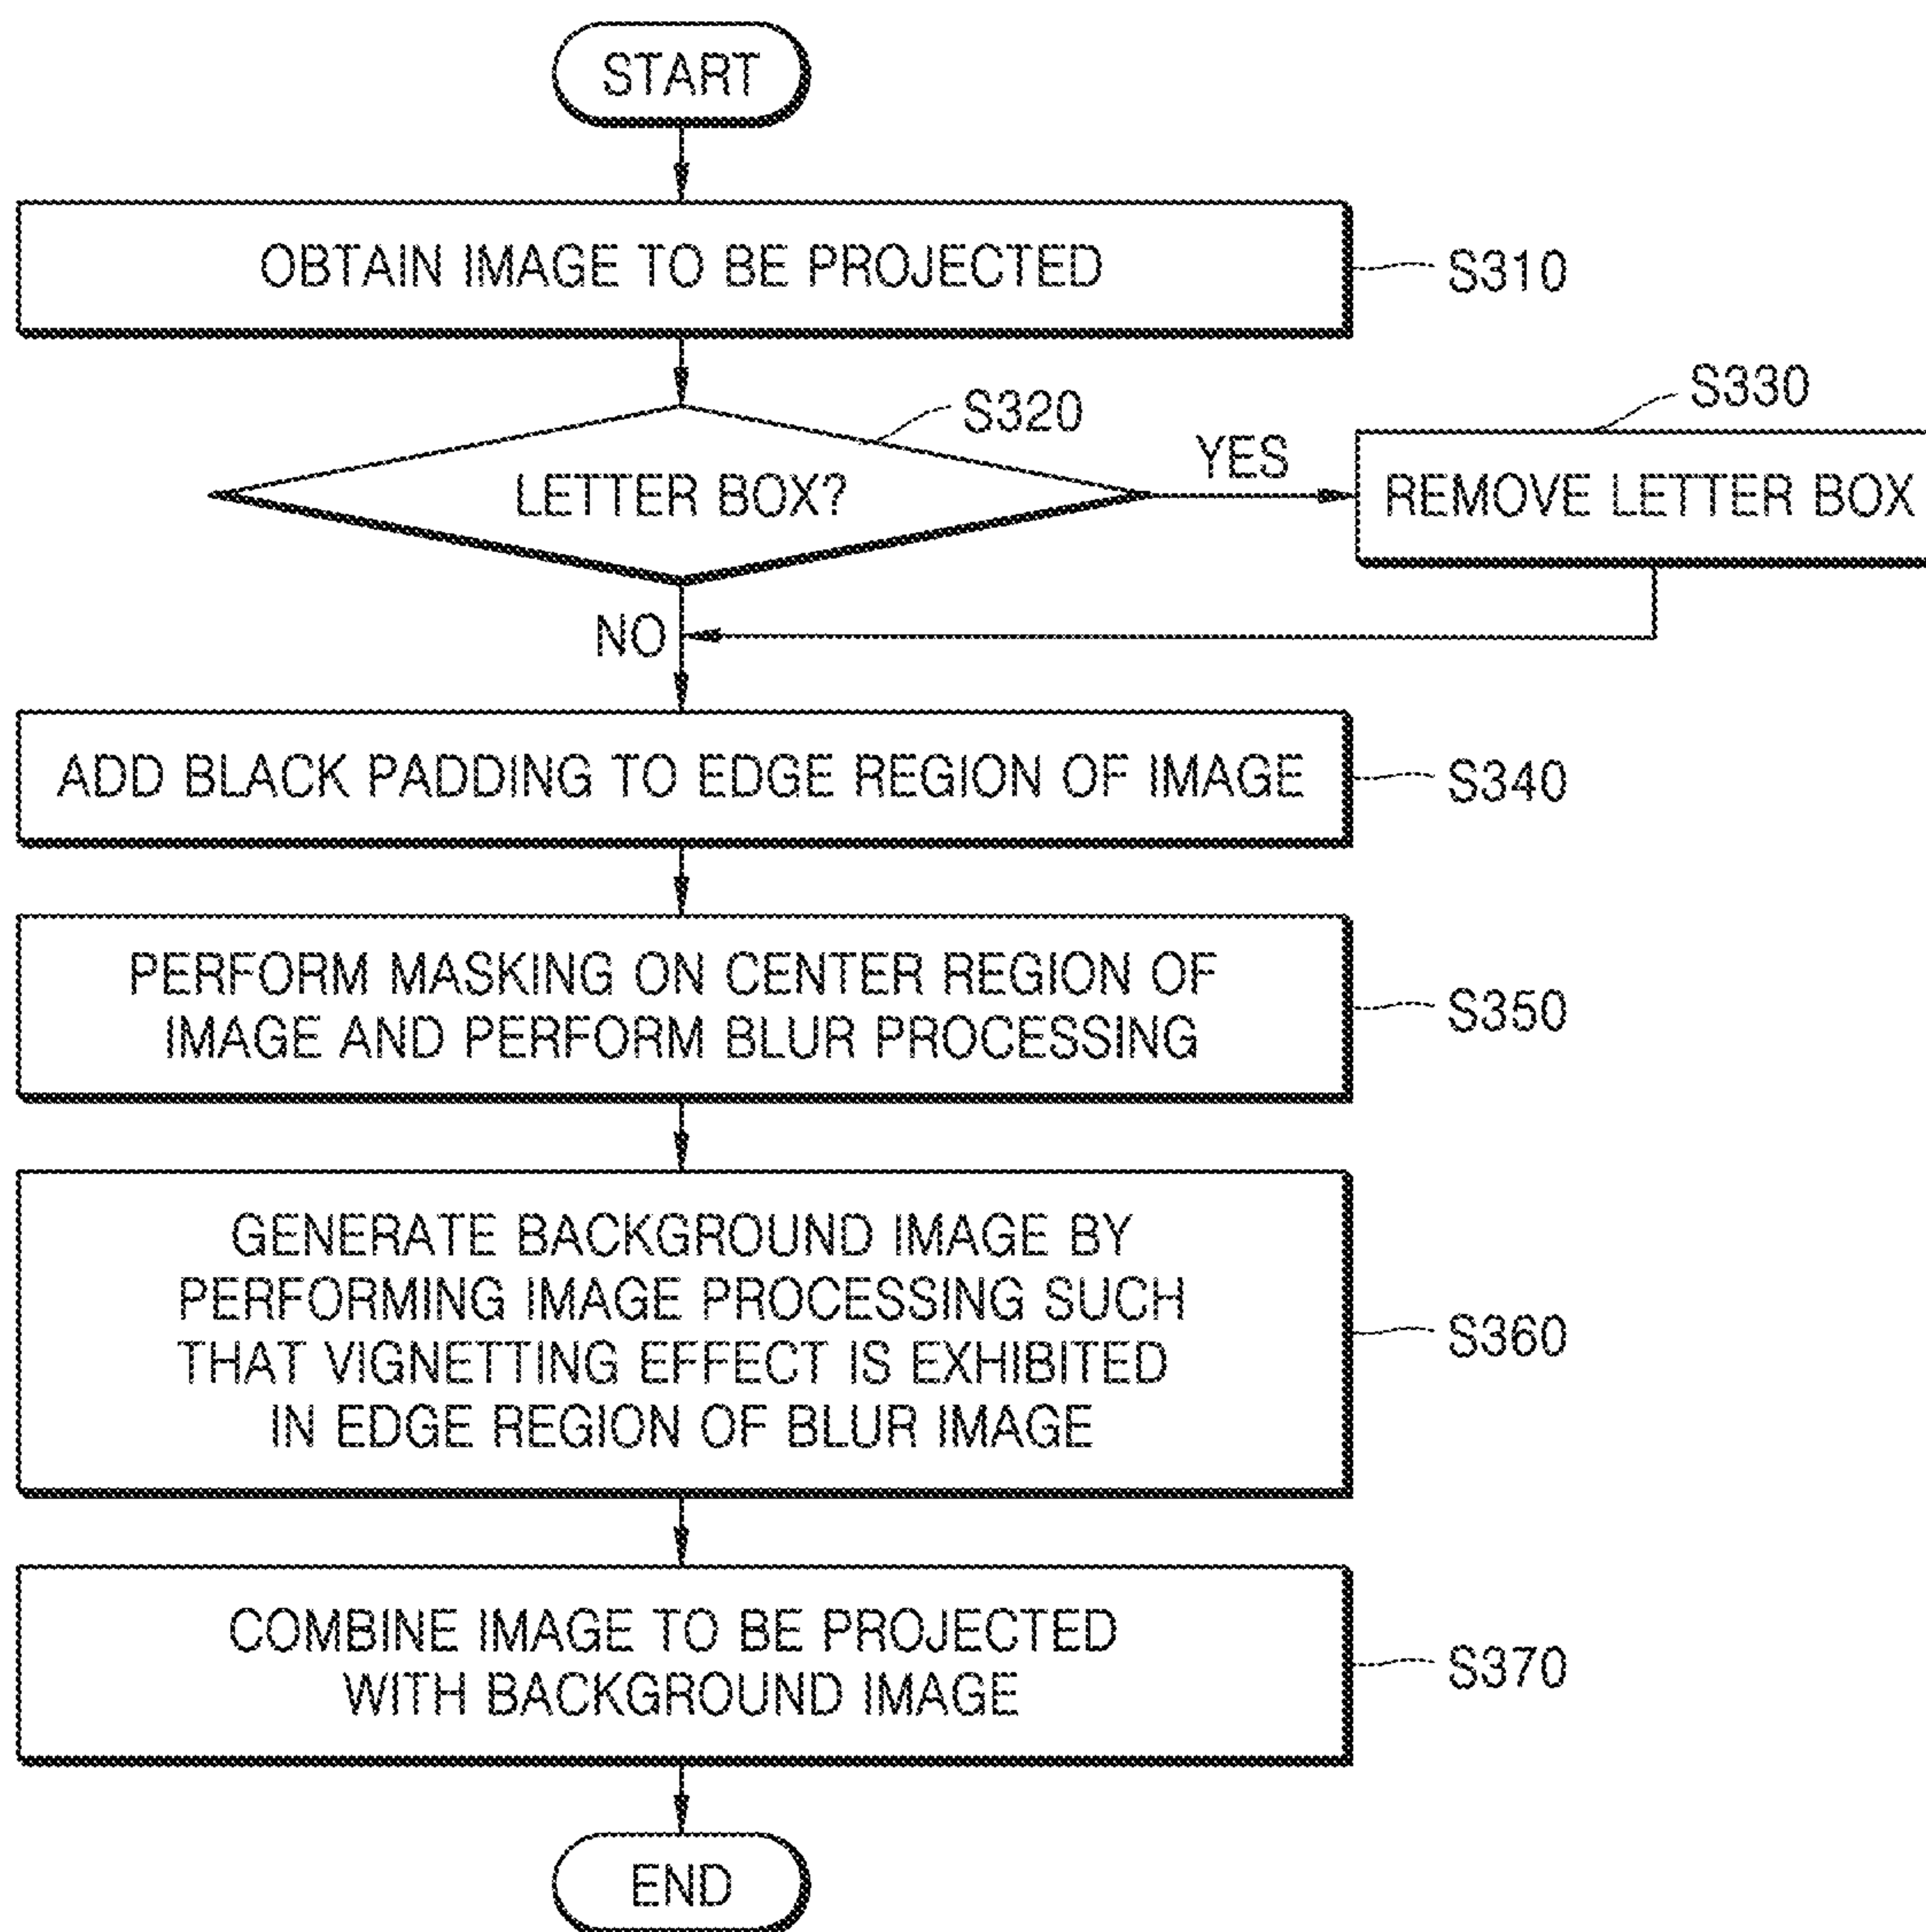 START
OBTAIN IMAGE TO BE PROJECTED
S310
S320
LETTER BOX?
YES
S330
REMOVE LETTER BOX
NO
ADD BLACK PADDING TO EDGE REGION OF IMAGE
S340
PERFORM MASKING ON CENTER REGION OF
IMAGE AND PERFORM BLUR PROCESSING
S350
GENERATE BACKGROUND IMAGE BY
PERFORMING IMAGE PROCESSING SUCH
THAT VIGNETTING EFFECT IS EXHIBITED
IN EDGE REGION OF BLUR IMAGE
S360
COMBINE IMAGE TO BE PROJECTED
WITH BACKGROUND IMAGE
S370
END